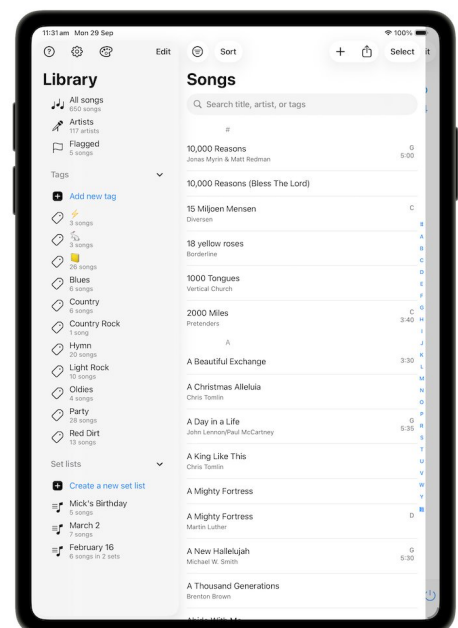 11:31 am Mon 29 Sep
100%
Edit
Library
All songs
650 songs
Artists
117 artists
Flagged
5 songs
Tags
Add new tag
⚡
3 songs
3 songs
26 songs
Blues
6 songs
Country
6 songs
Country Rock
1 song
Hymn
20 songs
Light Rock
10 songs
Oldies
4 songs
Party
28 songs
Red Dirt
13 songs
Set lists
Create a new set list
Mick's Birthday
5 songs
March 2
7 songs
February 16
6 songs in 2 sets
Sort
Select
it
Songs
Search title, artist, or tags
#
10,000 Reasons G
Jonas Myrin & Matt Redman 5:00
10,000 Reasons (Bless The Lord)
15 Miljoen Mensen C
Diversen
18 yellow roses
Borderline
1000 Tongues
Vertical Church
2000 Miles C
Pretenders 3:40
A
A Beautiful Exchange 3:30
A Christmas Alleluia
Chris Tomlin
A Day in a Life G
John Lennon/Paul McCartney 5:35
A King Like This
Chris Tomlin
A Mighty Fortress
A Mighty Fortress D
Martin Luther
A New Hallelujah G
Michael W. Smith 5:30
A Thousand Generations
Brenton Brown
Abide With Me
#
A
B
C
D
E
F
G
H
I
J
K
L
M
N
O
P
R
S
T
U
V
W
Y